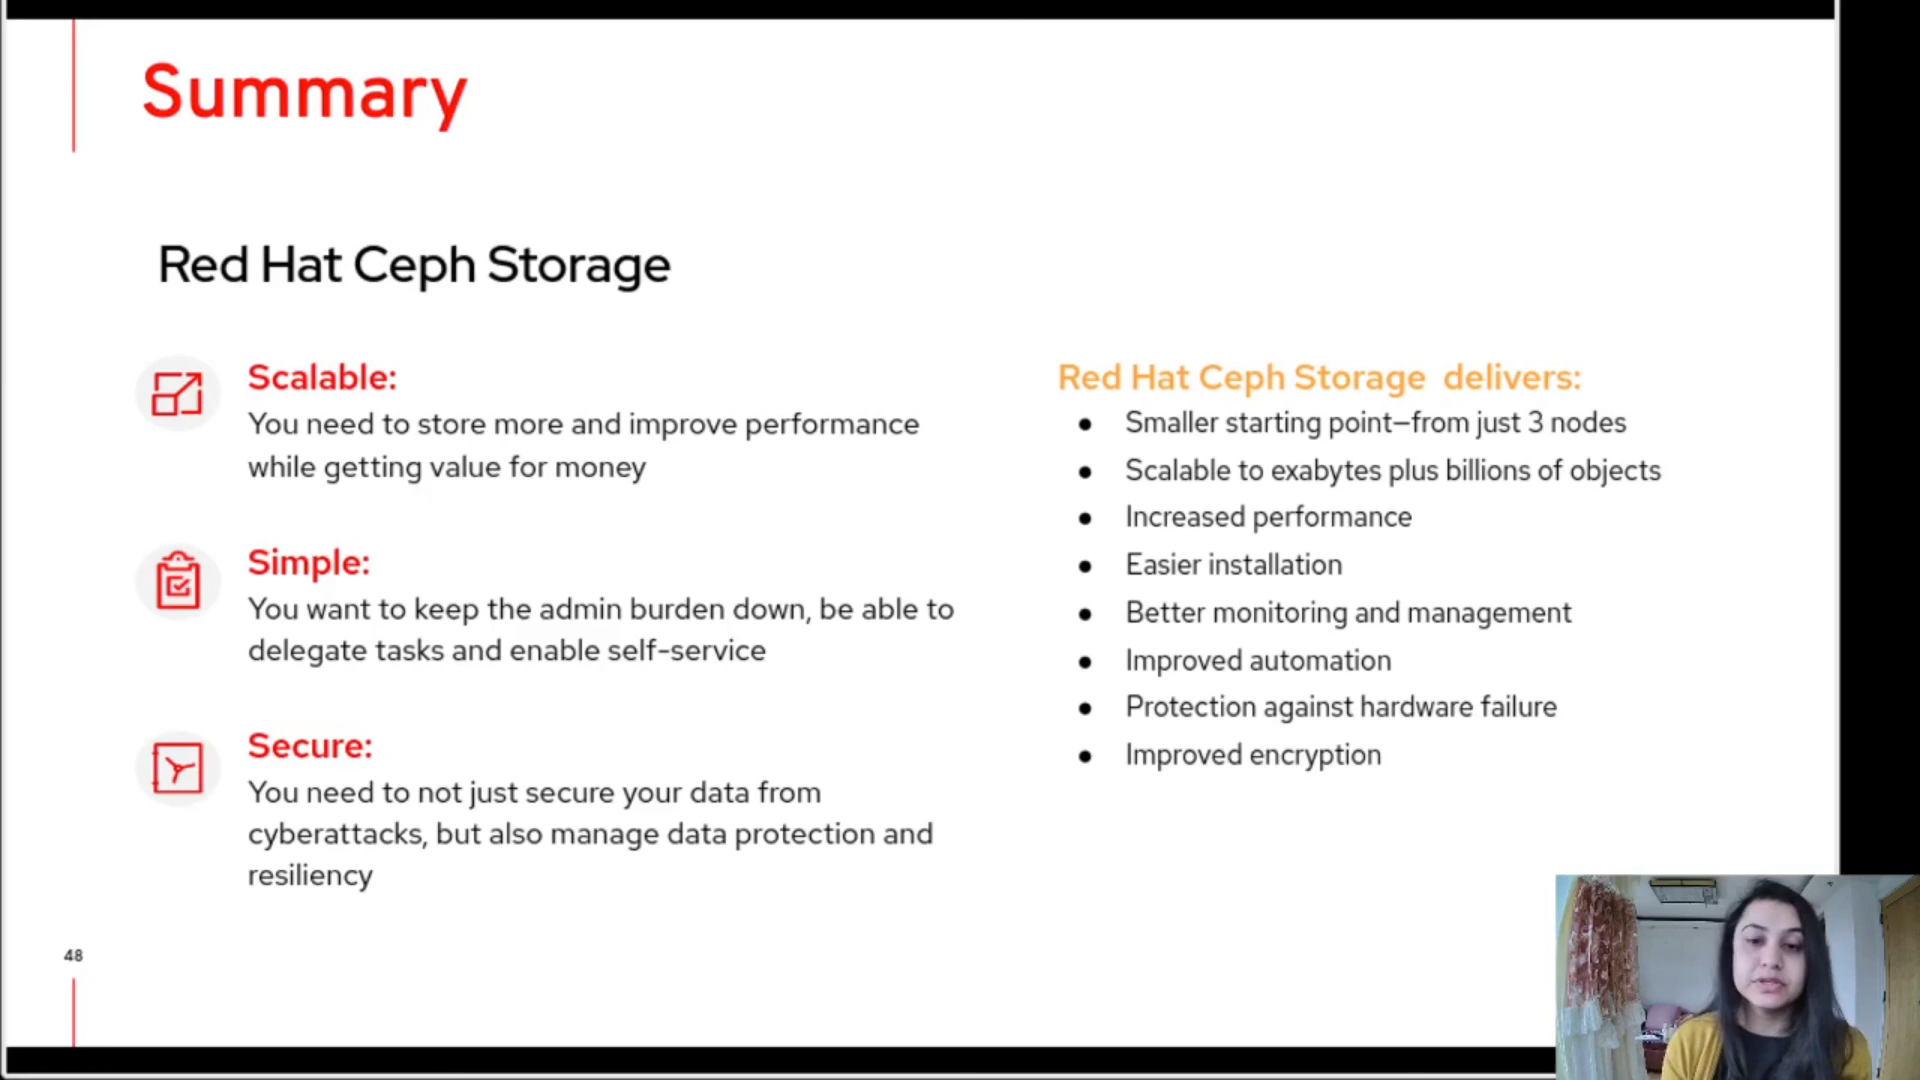 Summary
Red Hat Ceph Storage
Scalable:
You need to store more and improve performance
while getting value for money
Simple:
You want to keep the admin burden down, be able to
delegate tasks and enable self-service
Secure:
You need to not just secure your data from
cyberattacks, but also manage data protection and
resiliency
Red Hat Ceph Storage delivers:
● Smaller starting point—from just 3 nodes
● Scalable to exabytes plus billions of objects
● Increased performance
● Easier installation
● Better monitoring and management
● Improved automation
● Protection against hardware failure
● Improved encryption
48